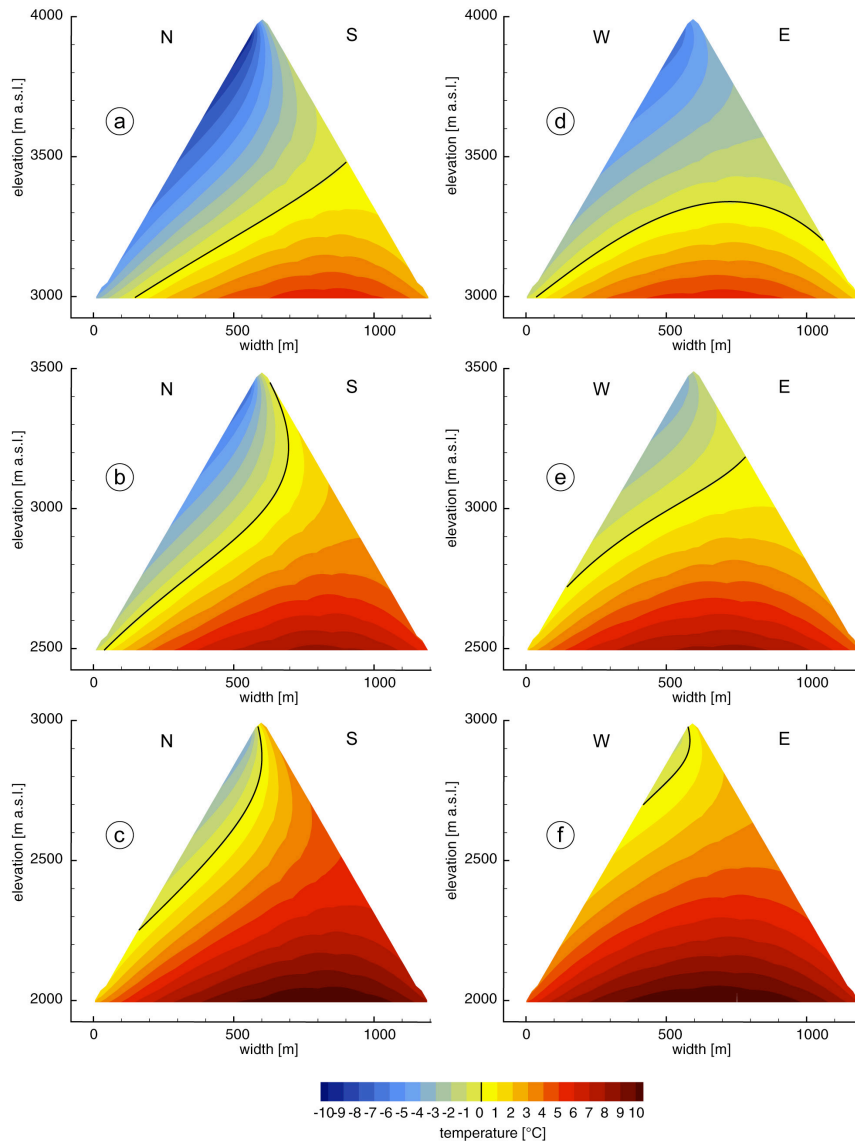 4000
3500
3000
elevation [m a.s.l.]
N
S
a
0
500
1000
width [m]
4000
3500
3000
elevation [m a.s.l.]
W
E
d
0
500
1000
width [m]
3500
3000
2500
elevation [m a.s.l.]
N
S
b
0
500
1000
width [m]
3500
3000
2500
elevation [m a.s.l.]
W
E
e
0
500
1000
width [m]
3000
2500
2000
elevation [m a.s.l.]
N
S
c
0
500
1000
width [m]
3000
2500
2000
elevation [m a.s.l.]
W
E
f
0
500
1000
width [m]
-10 -9 -8 -7 -6 -5 -4 -3 -2 -1 0 1 2 3 4 5 6 7 8 9 10
temperature [°C]